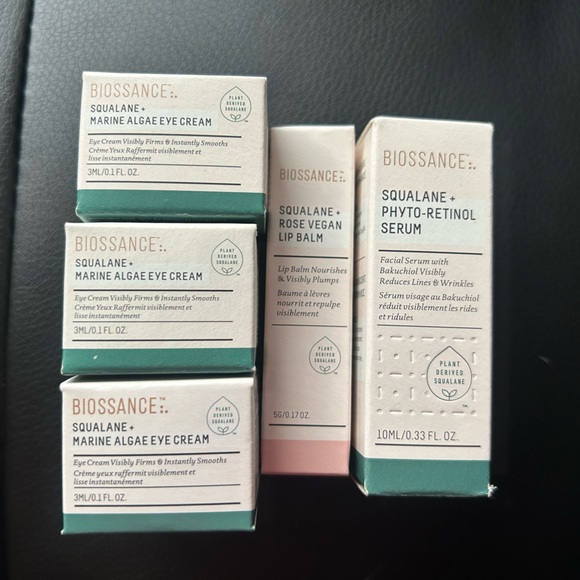 BIOSSANCE™
SQUALANE +
MARINE ALGAE EYE CREAM
Eye Cream Visibly Firms & Instantly Smooths
Crème Yeux Raffermit visiblement et
lisse instantanément
3ML/0.1 FL. OZ.
PLANT
DERIVED
SQUALANE
BIOSSANCE™
SQUALANE +
MARINE ALGAE EYE CREAM
Eye Cream Visibly Firms & Instantly Smooths
Crème Yeux Raffermit visiblement et
lisse instantanément
3ML/0.1 FL. OZ.
PLANT
DERIVED
SQUALANE
BIOSSANCE™
SQUALANE +
MARINE ALGAE EYE CREAM
Eye Cream Visibly Firms & Instantly Smooths
Crème yeux raffermit visiblement et
lisse instantanément
3ML/0.1 FL. OZ.
PLANT
DERIVED
SQUALANE
BIOSSANCE™
SQUALANE +
ROSE VEGAN
LIP BALM
Lip Balm Nourishes
& Visibly Plumps
Baume à lèvres
nourrit et repulpe
visiblement
PLANT
DERIVED
SQUALANE
5G/0.17 OZ.
BIOSSANCE™
SQUALANE +
PHYTO-RETINOL
SERUM
Facial Serum with
Bakuchiol Visibly
Reduces Lines & Wrinkles
Sérum visage au Bakuchiol
réduit visiblement les rides
et ridules
PLANT
DERIVED
SQUALANE
10ML/0.33 FL. OZ.